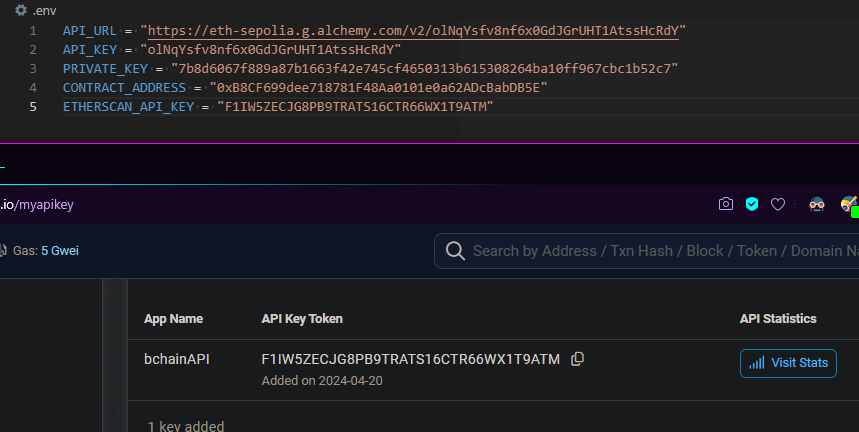 .env
1 API_URL = "https://eth-sepolia.g.alchemy.com/v2/olNqYsfv8nf6x0GdJGrUHT1AtssHcRdY"
2 API_KEY = "olNqYsfv8nf6x0GdJGrUHT1AtssHcRdY"
3 PRIVATE_KEY = "7b8d6067f889a87b1663f42e745cf4650313b615308264ba10ff967cbc1b52c7"
4 CONTRACT_ADDRESS = "0xB8CF699dee718781F48Aa0101e0a62ADcBabDB5E"
5 ETHERSCAN_API_KEY = "F1IW5ZECJG8PB9TRATS16CTR66WX1T9ATM"
.io/myapikey
Gas: 5 Gwei
Search by Address / Txn Hash / Block / Token / Domain Na
App Name API Key Token API Statistics
bchainAPI F1IW5ZECJG8PB9TRATS16CTR66WX1T9ATM Visit Stats
Added on 2024-04-20
1 key added